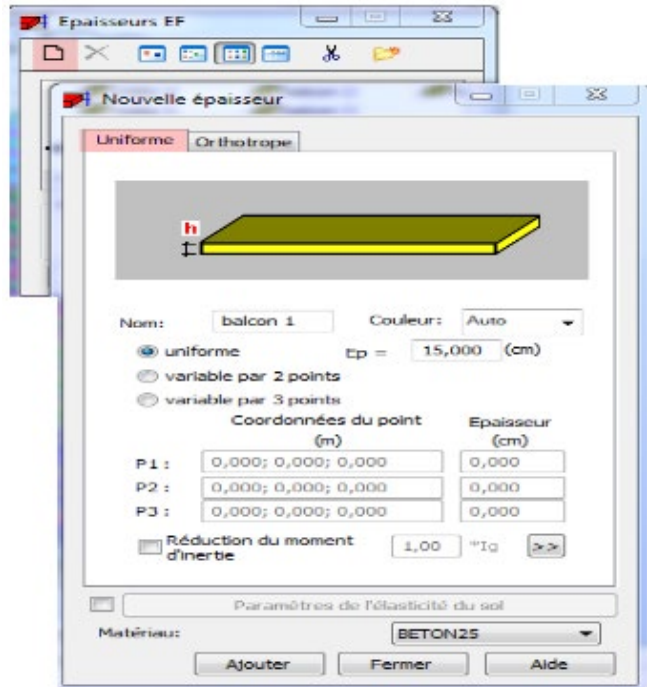 Epaisseurs EF
Nouvelle épaisseur
Uniforme Orthotrope
h
Nom: balcon 1 Couleur: Auto
uniforme Ep = 15,000 (cm)
variable par 2 points
variable par 3 points
Coordonnées du point Epaisseur
(m) (cm)
P1 : 0,000; 0,000; 0,000 0,000
P2 : 0,000; 0,000; 0,000 0,000
P3 : 0,000; 0,000; 0,000 0,000
Réduction du moment
d'inertie 1,00 *Ig >>
Paramètres de l'élasticité du sol
Matériau: BETON25
Ajouter Fermer Aide